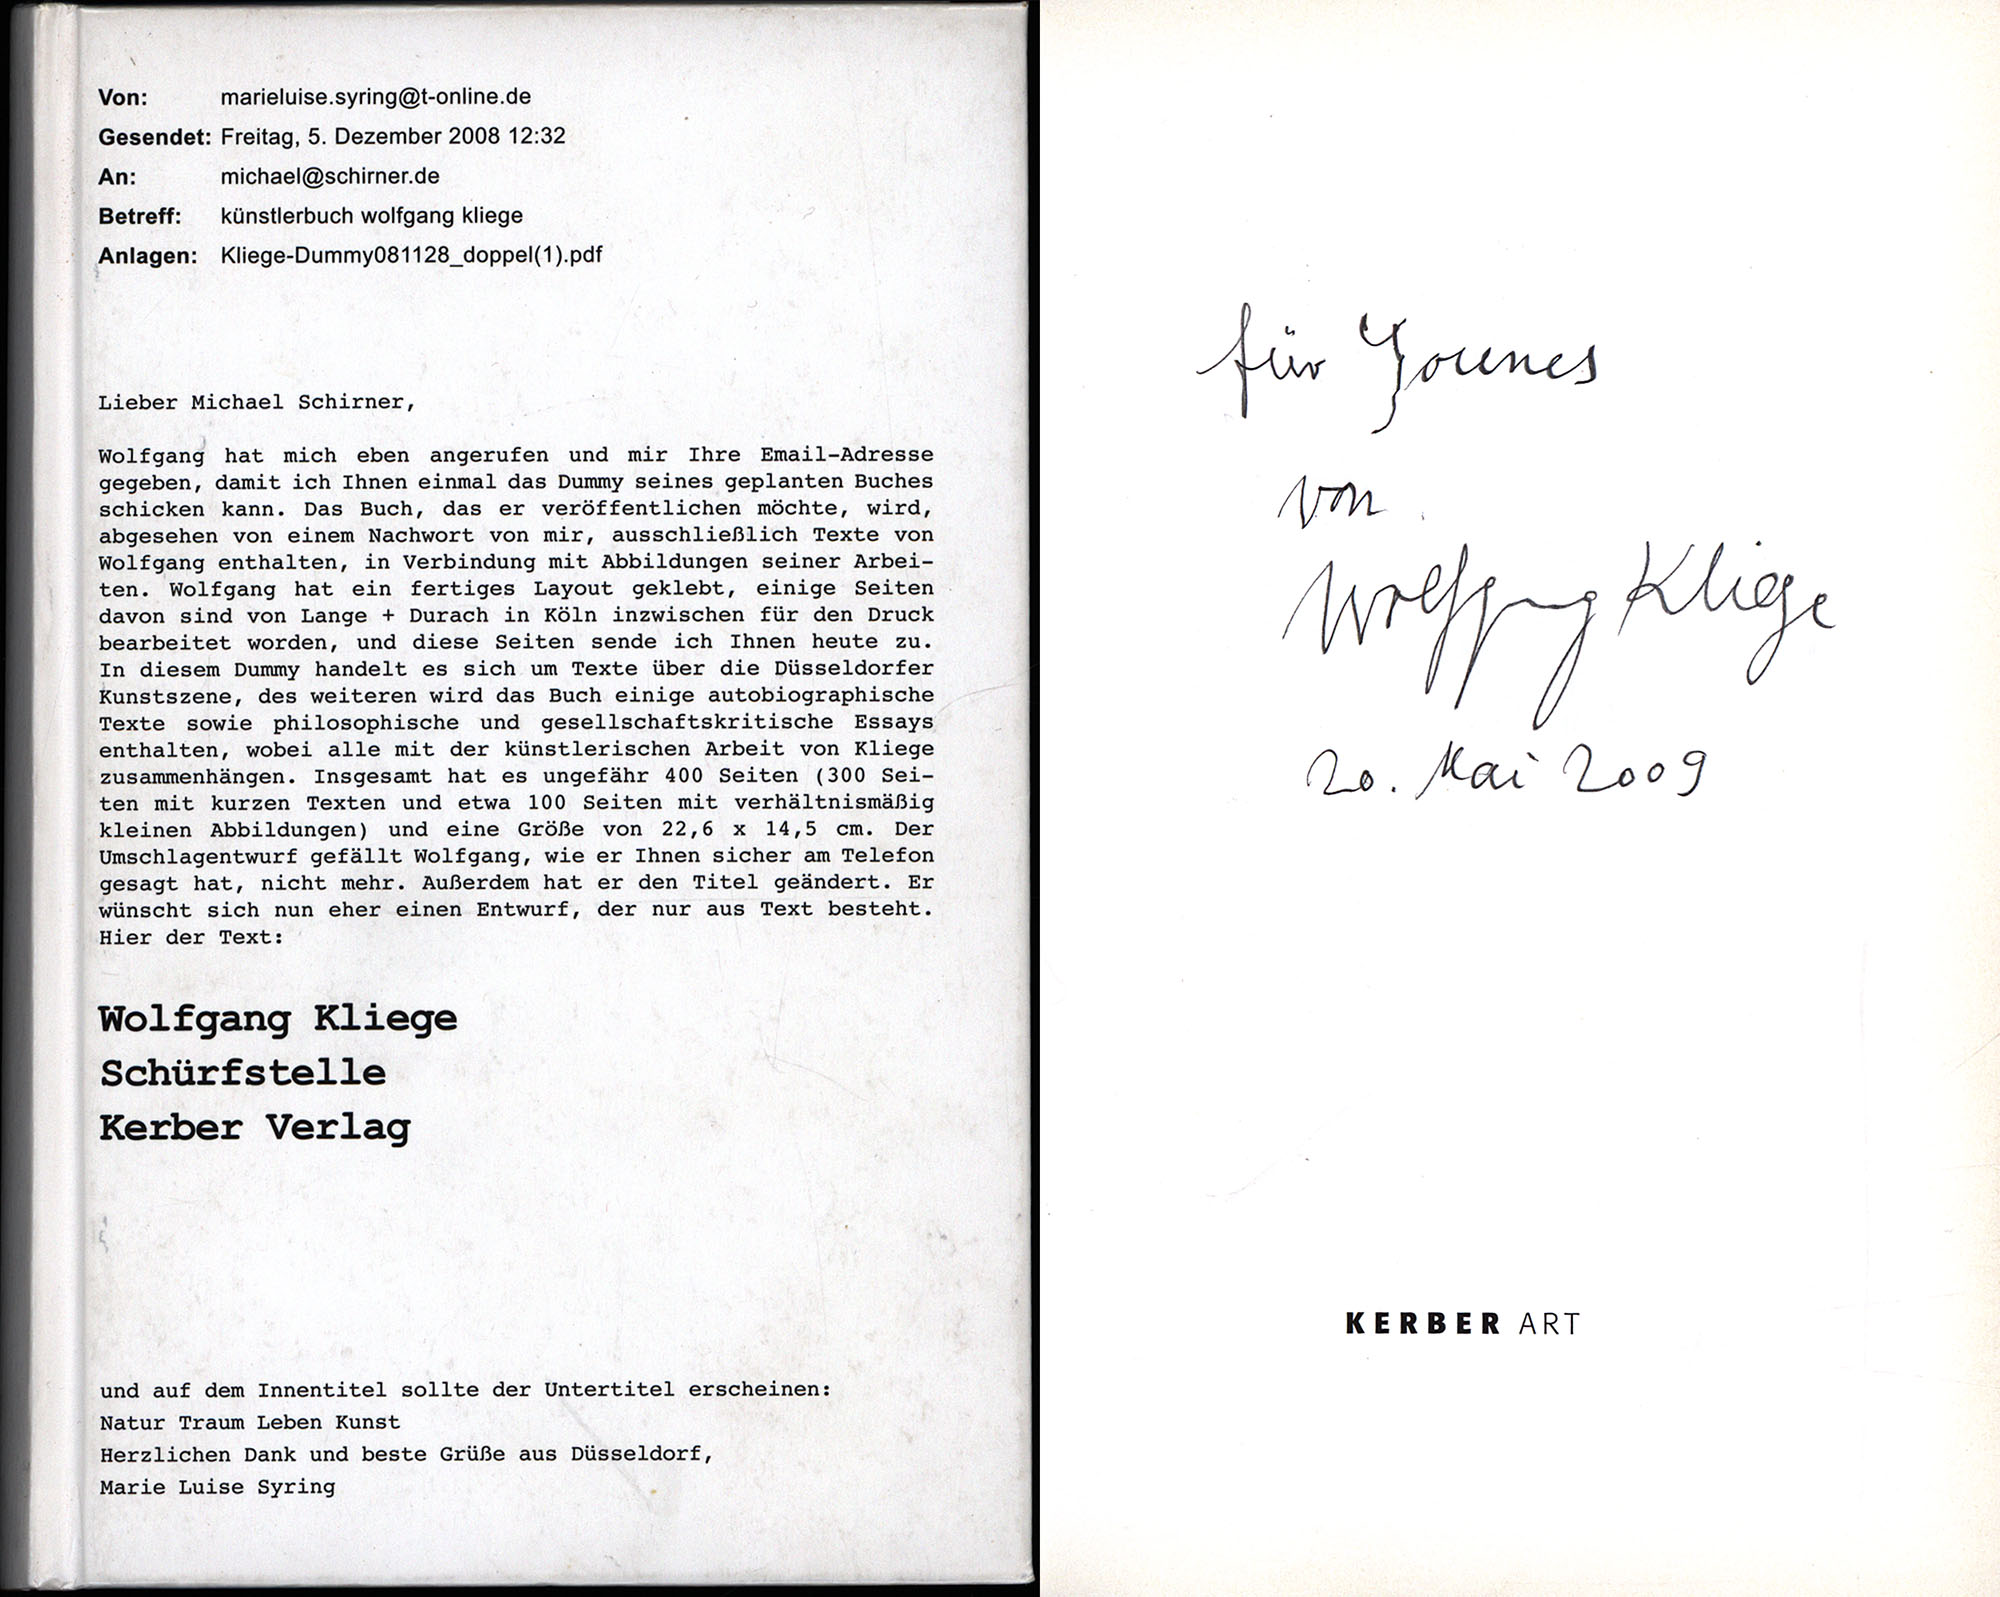 Von: marieluise.syring@t-online.de
Gesendet: Freitag, 5. Dezember 2008 12:32
An: michael@schirner.de
Betreff: künstlerbuch wolfgang kliege
Anlagen: Kliege-Dummy081128_doppel(1).pdf
Lieber Michael Schirner,
Wolfgang hat mich eben angerufen und mir Ihre Email-Adresse
gegeben, damit ich Ihnen einmal das Dummy seines geplanten Buches
schicken kann. Das Buch, das er veröffentlichen möchte, wird,
abgesehen von einem Nachwort von mir, ausschließlich Texte von
Wolfgang enthalten, in Verbindung mit Abbildungen seiner Arbei-
ten. Wolfgang hat ein fertiges Layout geklebt, einige Seiten
davon sind von Lange + Durach in Köln inzwischen für den Druck
bearbeitet worden, und diese Seiten sende ich Ihnen heute zu.
In diesem Dummy handelt es sich um Texte über die Düsseldorfer
Kunstszene, des weiteren wird das Buch einige autobiographische
Texte sowie philosophische und gesellschaftskritische Essays
enthalten, wobei alle mit der künstlerischen Arbeit von Kliege
zusammenhängen. Insgesamt hat es ungefähr 400 Seiten (300 Sei-
ten mit kurzen Texten und etwa 100 Seiten mit verhältnismäßig
kleinen Abbildungen) und eine Größe von 22,6 x 14,5 cm. Der
Umschlagentwurf gefällt Wolfgang, wie er Ihnen sicher am Telefon
gesagt hat, nicht mehr. Außerdem hat er den Titel geändert. Er
wünscht sich nun eher einen Entwurf, der nur aus Text besteht.
Hier der Text:
Wolfgang Kliege
Schürfstelle
Kerber Verlag
und auf dem Innentitel sollte der Untertitel erscheinen:
Natur Traum Leben Kunst
Herzlichen Dank und beste Grüße aus Düsseldorf,
Marie Luise Syring
für Younes
von
Wolfgang Kliege
20. Mai 2009
KERBER ART